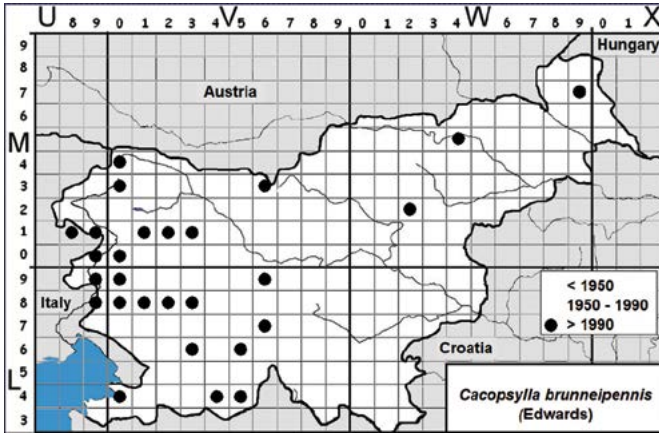 U 8 9 0 1 2 3 4 V 5 6 7 8 9 0 1 2 3 4 W 6 7 8 9 0 1 X
9 Hungary
8
7 Austria
6
M
4
3
2
1
0
9
8 Italy
7
6
5
L
4
3
< 1950
1950 - 1990
> 1990
Croatia
Cacopsylla brunneipennis
(Edwards)